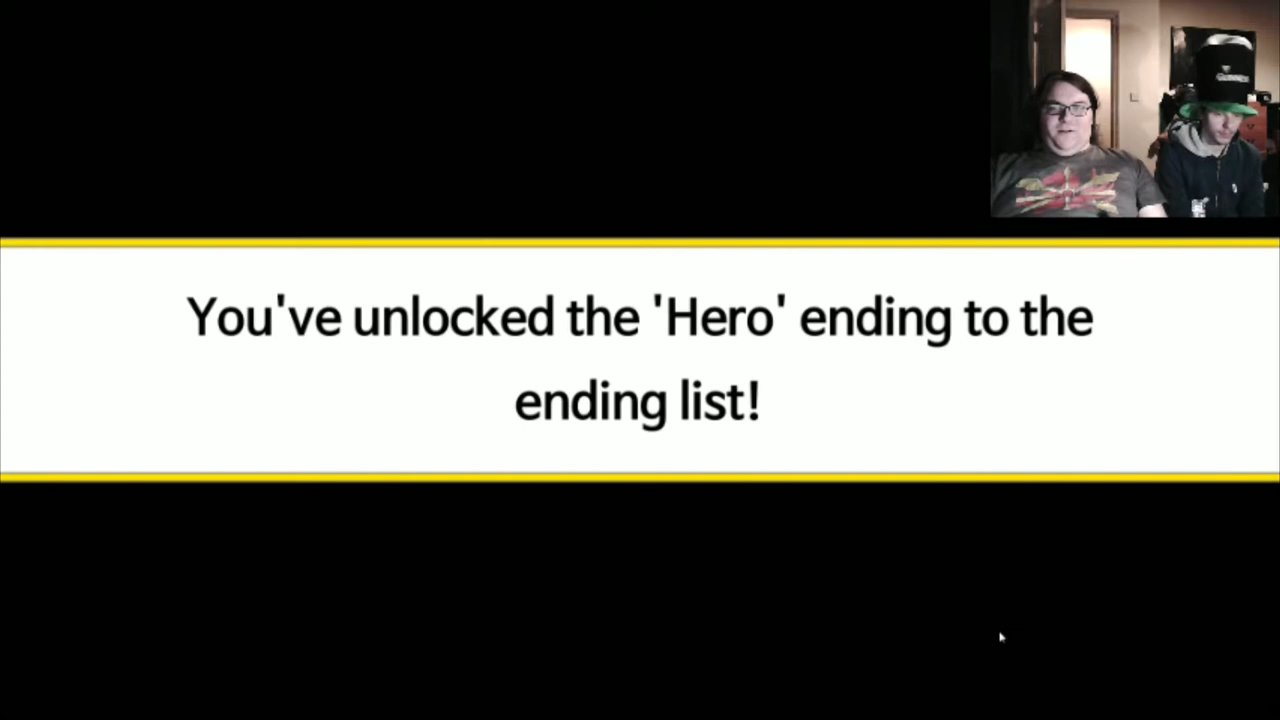 You've unlocked the 'Hero' ending to the
ending list!